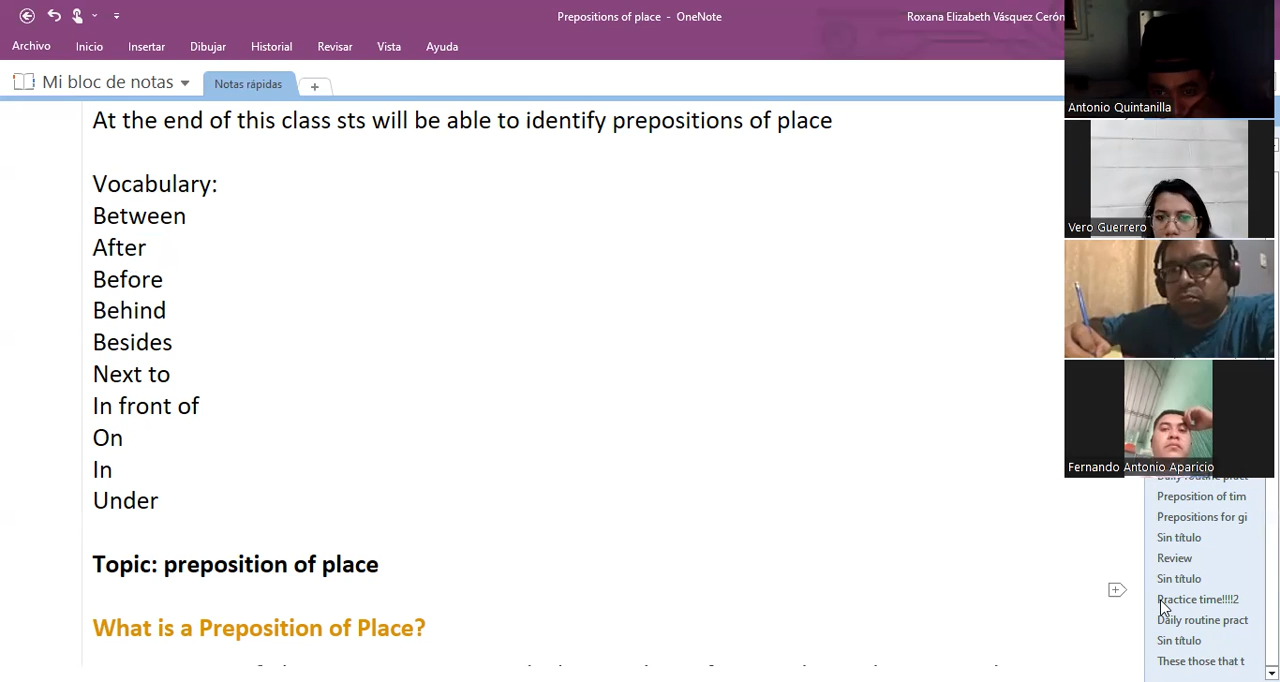 Prepositions of place - OneNote
Roxana Elizabeth Vásquez Cerón
Archivo Inicio Insertar Dibujar Historial Revisar Vista Ayuda
Mi bloc de notas Notas rápidas
At the end of this class sts will be able to identify prepositions of place
Vocabulary:
Between
After
Before
Behind
Besides
Next to
In front of
On
In
Under
Topic: preposition of place
What is a Preposition of Place?
Antonio Quintanilla
Vero Guerrero
Fernando Antonio Aparicio
Daily routine pract
Preposition of tim
Prepositions for gi
Sin título
Review
Sin título
Practice time!!!!2
Daily routine pract
Sin título
These those that t